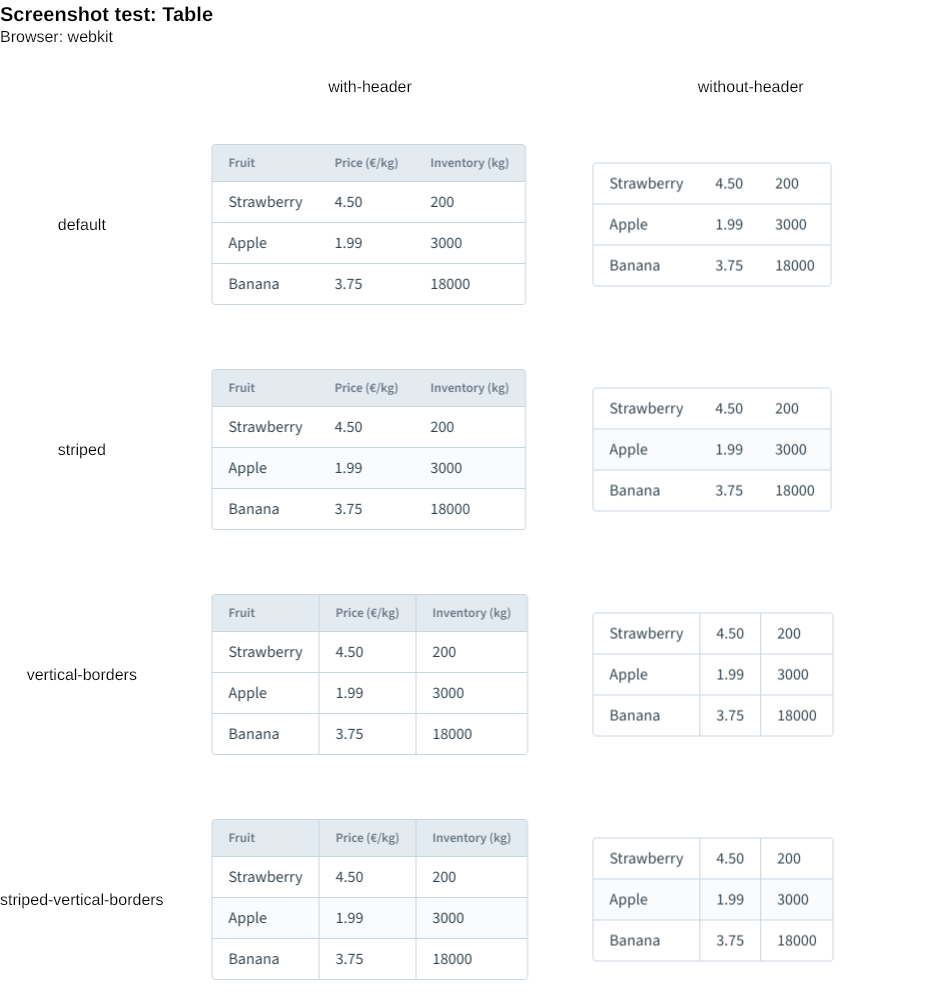 Screenshot test: Table
Browser: webkit
with-header without-header
default
Fruit Price (€/kg) Inventory (kg)
Strawberry 4.50 200
Apple 1.99 3000
Banana 3.75 18000
Strawberry 4.50 200
Apple 1.99 3000
Banana 3.75 18000
striped
Fruit Price (€/kg) Inventory (kg)
Strawberry 4.50 200
Apple 1.99 3000
Banana 3.75 18000
Strawberry 4.50 200
Apple 1.99 3000
Banana 3.75 18000
vertical-borders
Fruit Price (€/kg) Inventory (kg)
Strawberry 4.50 200
Apple 1.99 3000
Banana 3.75 18000
Strawberry 4.50 200
Apple 1.99 3000
Banana 3.75 18000
striped-vertical-borders
Fruit Price (€/kg) Inventory (kg)
Strawberry 4.50 200
Apple 1.99 3000
Banana 3.75 18000
Strawberry 4.50 200
Apple 1.99 3000
Banana 3.75 18000